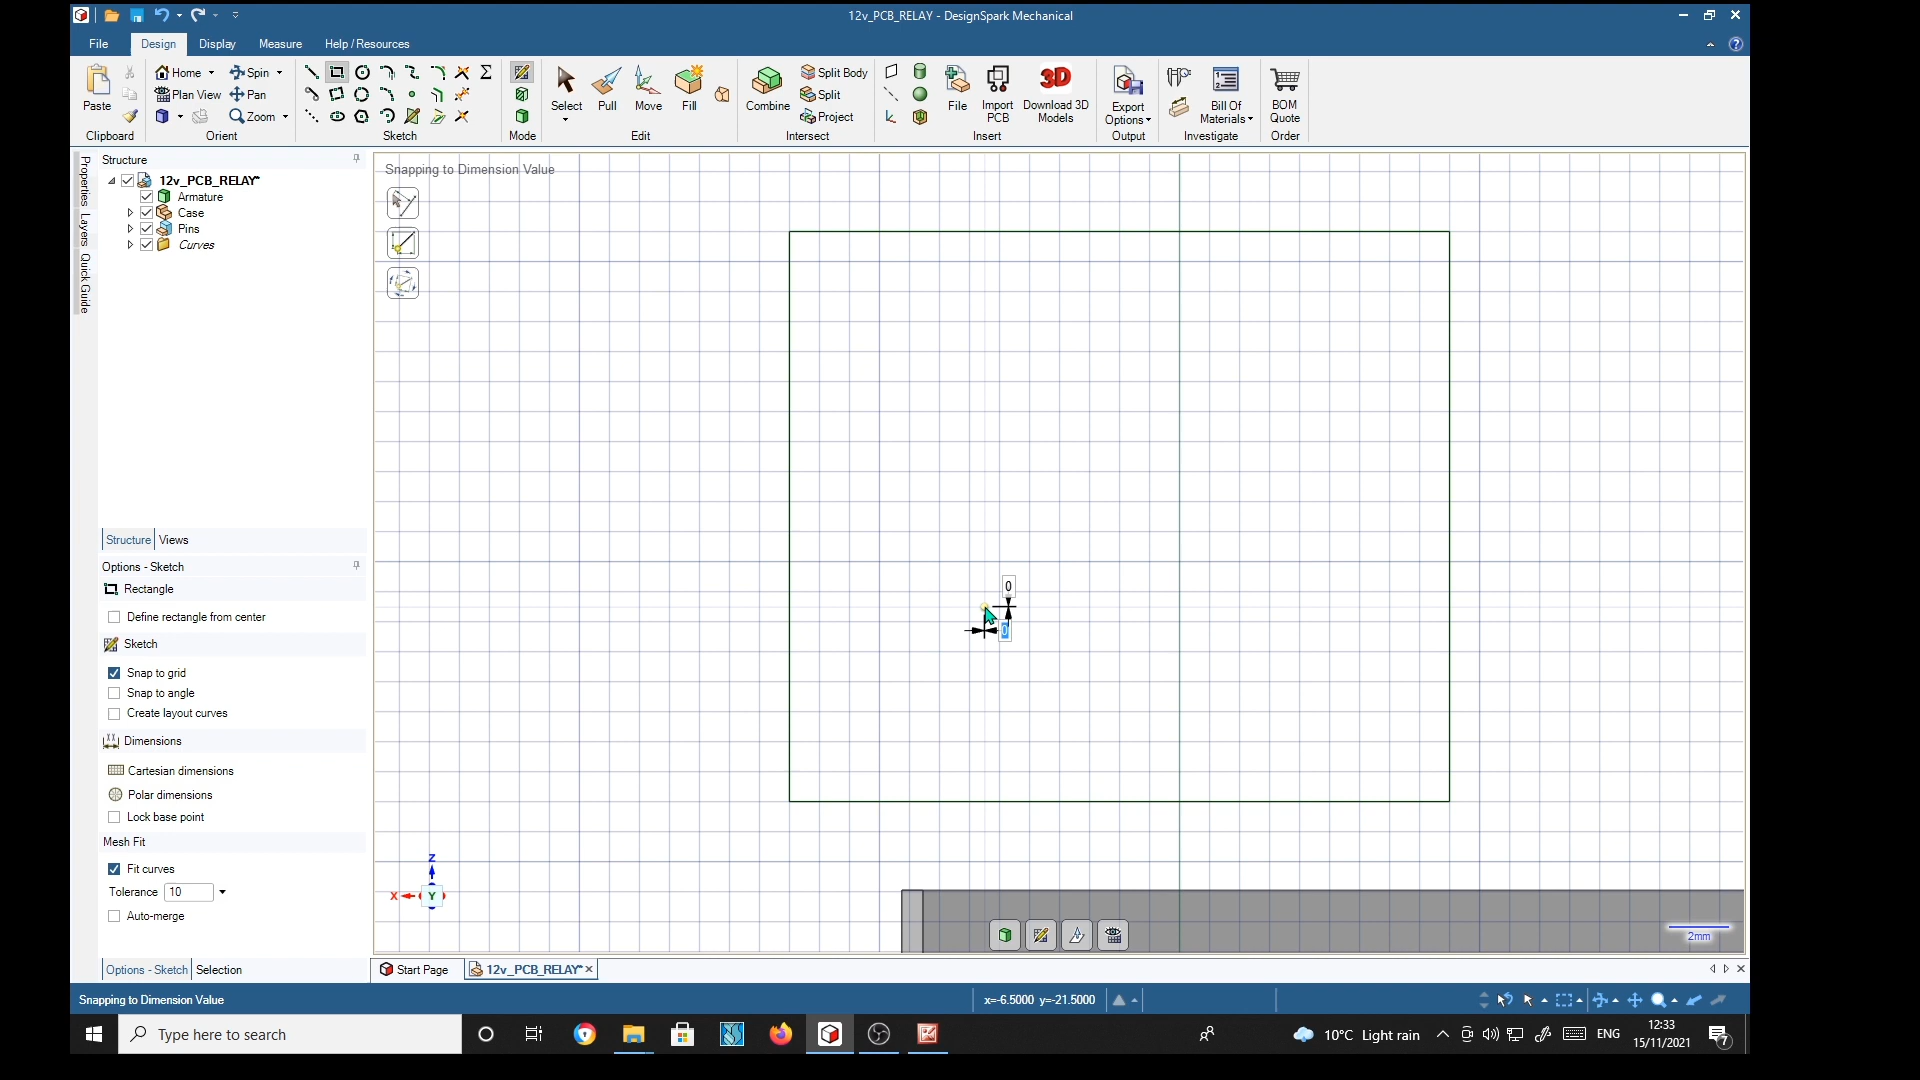 12v_PCB_RELAY - DesignSpark Mechanical
File Design Display Measure Help / Resources
Paste
Clipboard
Home Spin
Plan View Pan
Zoom
Orient
Sketch
Mode
Select Pull Move Fill
Edit
Combine
Split Body
Split
Project
Intersect
File
Import PCB
3D
Download 3D Models
Insert
Export Options
Output
Bill Of Materials
Investigate
BOM Quote
Order
Properties Layers Quick Guide
Structure
12v_PCB_RELAY*
Armature
Case
Pins
Curves
Structure Views
Options - Sketch
Rectangle
Define rectangle from center
Sketch
Snap to grid
Snap to angle
Create layout curves
Dimensions
Cartesian dimensions
Polar dimensions
Lock base point
Mesh Fit
Fit curves
Tolerance 10
Auto-merge
Options - Sketch Selection
Snapping to Dimension Value
0
0
Z
X
Y
2mm
Start Page 12v_PCB_RELAY*
Snapping to Dimension Value x=-6.5000 y=-21.5000
Type here to search
10°C Light rain
ENG
12:33
15/11/2021
7